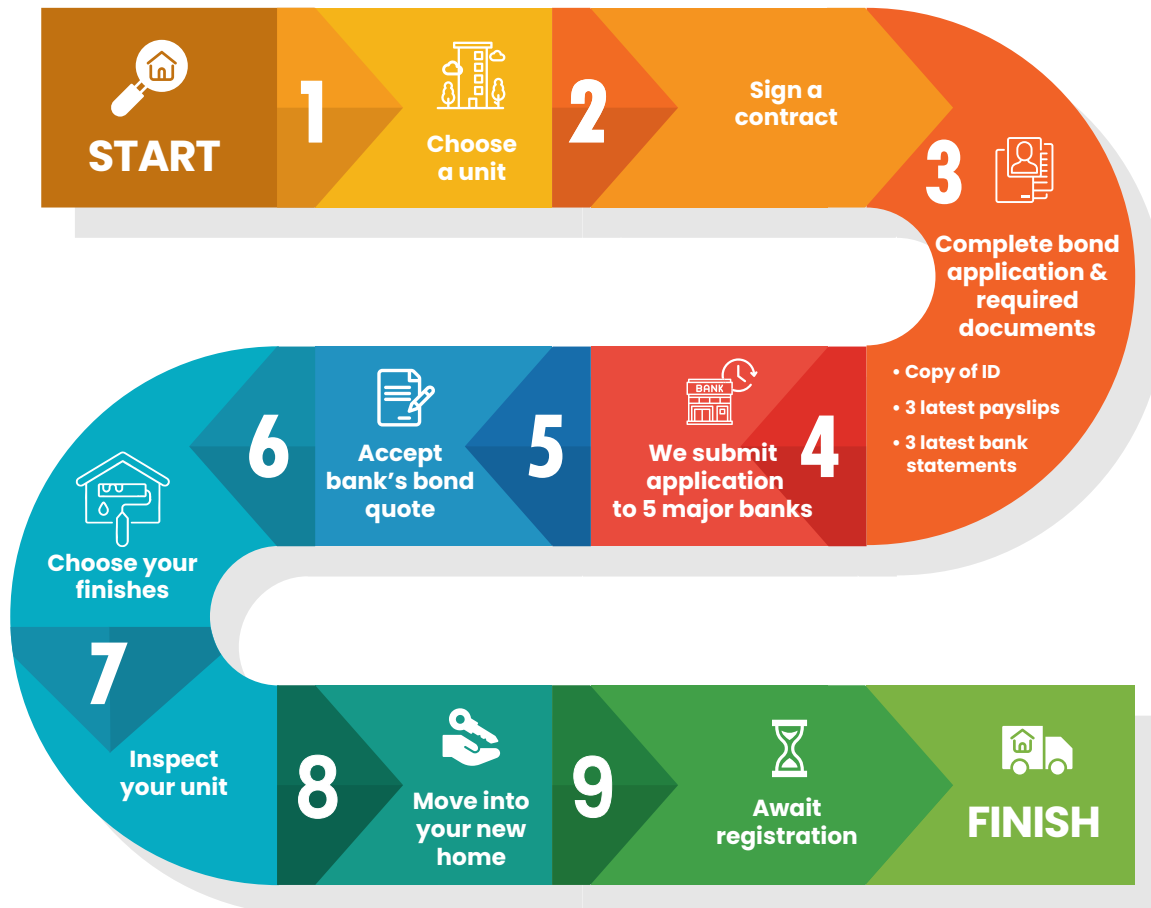 START
1
Choose
a unit
2
Sign a
contract
3
Complete bond
application &
required
documents
• Copy of ID
• 3 latest payslips
• 3 latest bank
statements
4
BANK
We submit
application
to 5 major banks
5
Accept
bank's bond
quote
6
Choose your
finishes
7
Inspect
your unit
8
Move into
your new
home
9
Await
registration
FINISH